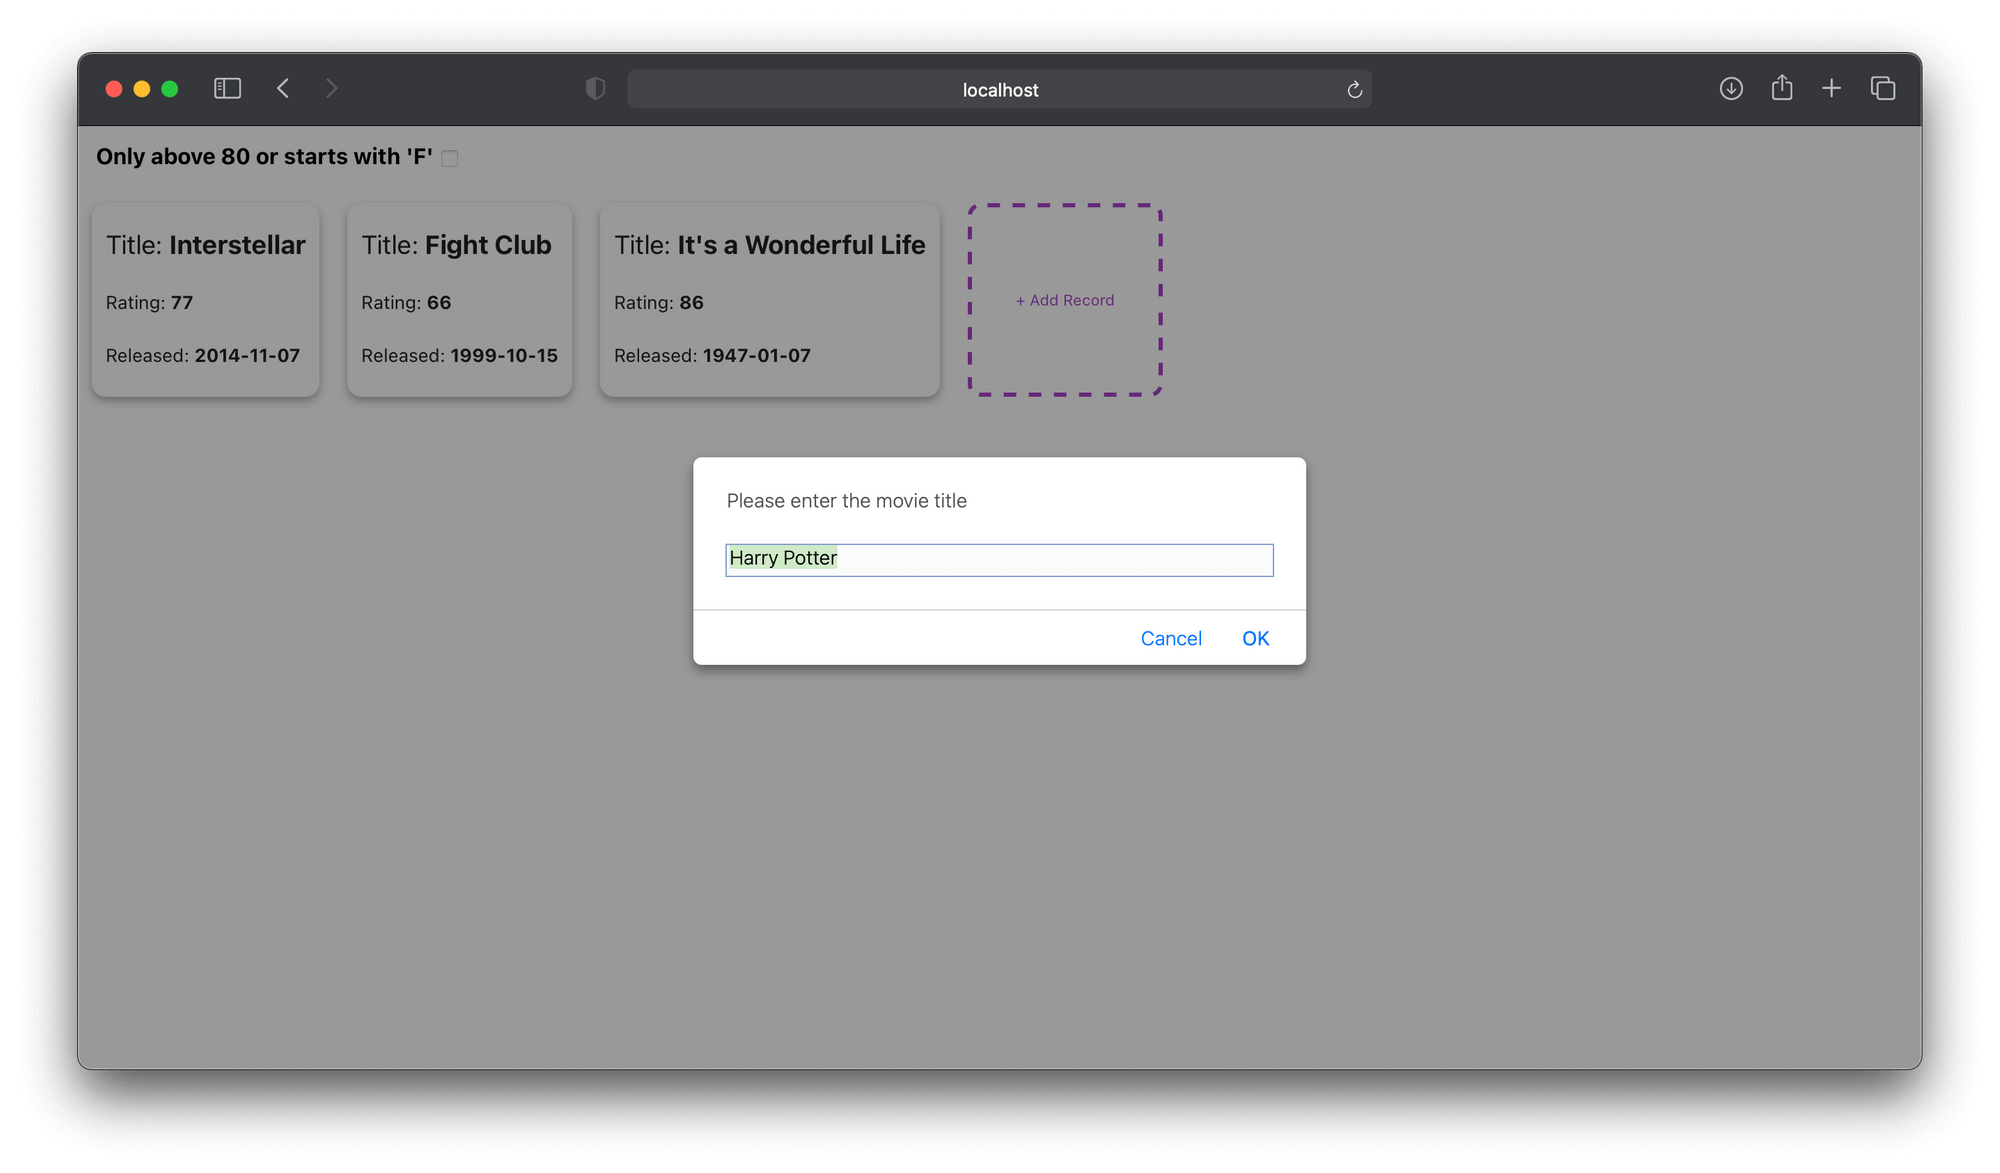 localhost
Only above 80 or starts with 'F'
Title: Interstellar
Rating: 77
Released: 2014-11-07
Title: Fight Club
Rating: 66
Released: 1999-10-15
Title: It's a Wonderful Life
Rating: 86
Released: 1947-01-07
+ Add Record
Please enter the movie title
Harry Potter
Cancel OK